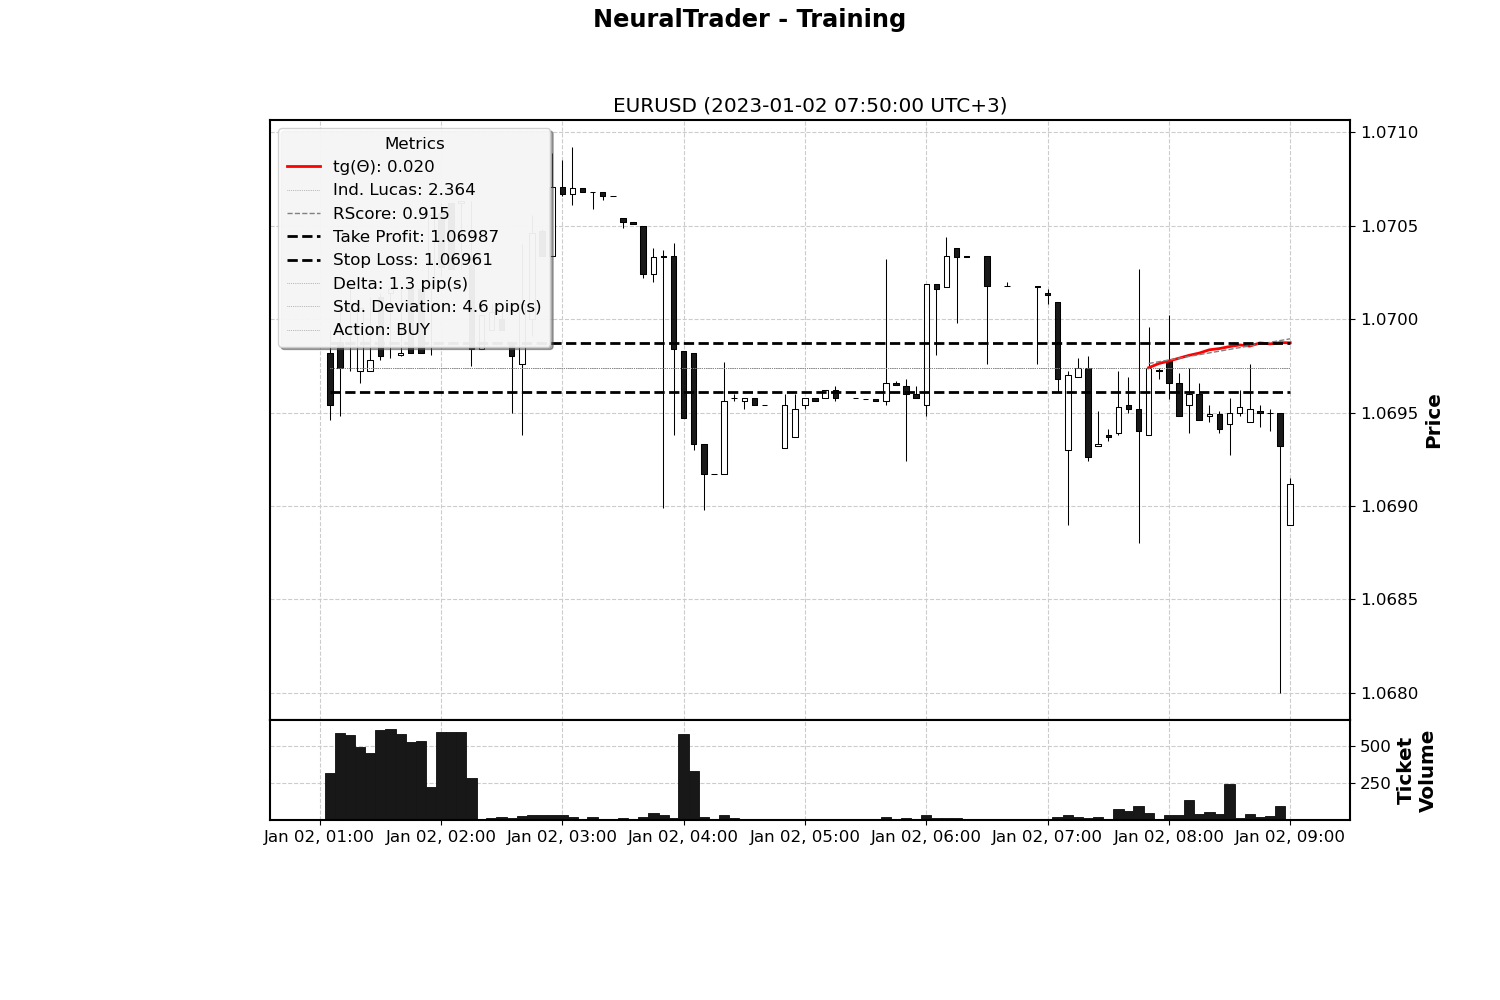 NeuralTrader - Training
EURUSD (2023-01-02 07:50:00 UTC+3)
Metrics
tg(Θ): 0.020
Ind. Lucas: 2.364
RScore: 0.915
Take Profit: 1.06987
Stop Loss: 1.06961
Delta: 1.3 pip(s)
Std. Deviation: 4.6 pip(s)
Action: BUY
1.0710
1.0705
1.0700
1.0695
1.0690
1.0685
1.0680
Price
500
250
Ticket
Volume
Jan 02, 01:00 Jan 02, 02:00 Jan 02, 03:00 Jan 02, 04:00 Jan 02, 05:00 Jan 02, 06:00 Jan 02, 07:00 Jan 02, 08:00 Jan 02, 09:00